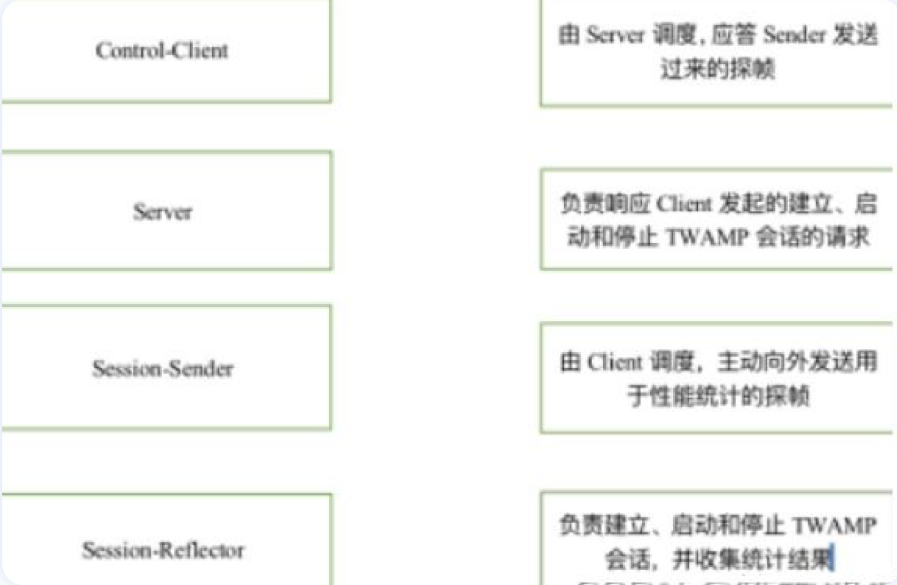 Control-Client
由 Server 调度, 应答 Sender 发送
过来的探帧
Server
负责响应 Client 发起的建立、启
动和停止 TWAMP 会话的请求
Session-Sender
由 Client 调度, 主动向外发送用
于性能统计的探帧
Session-Reflector
负责建立、启动和停止 TWAMP
会话, 并收集统计结果